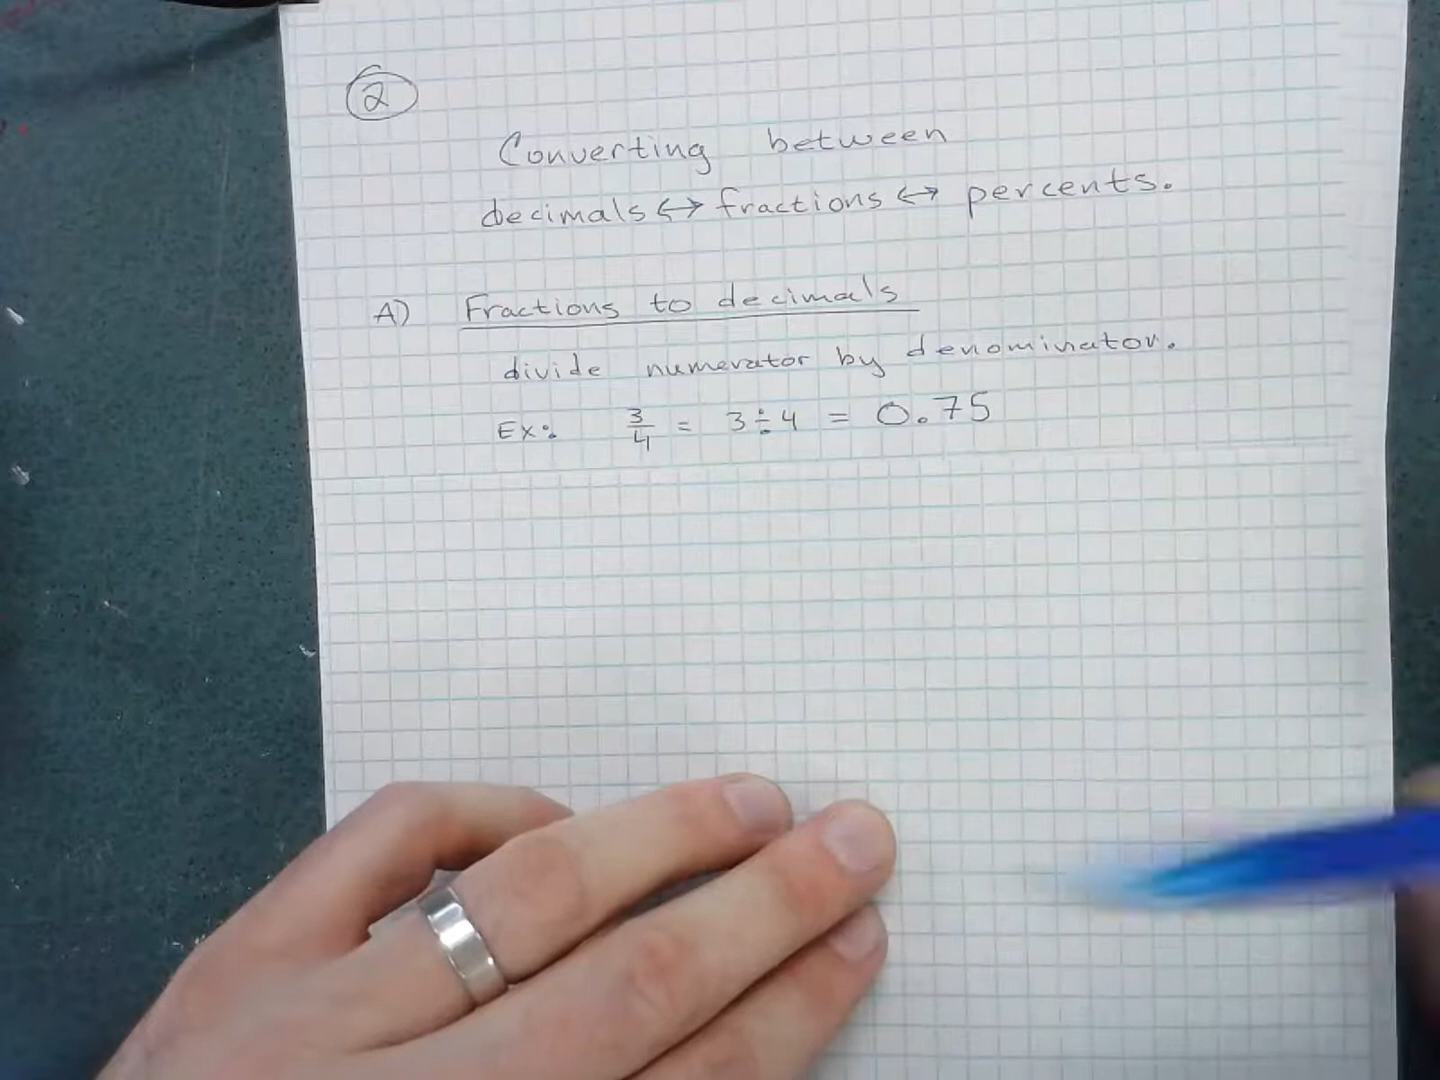 2
Converting between
decimals ↔ fractions ↔ percents.
A) Fractions to decimals
divide numerator by denominator.
Ex: 3/4 = 3 ÷ 4 = 0.75